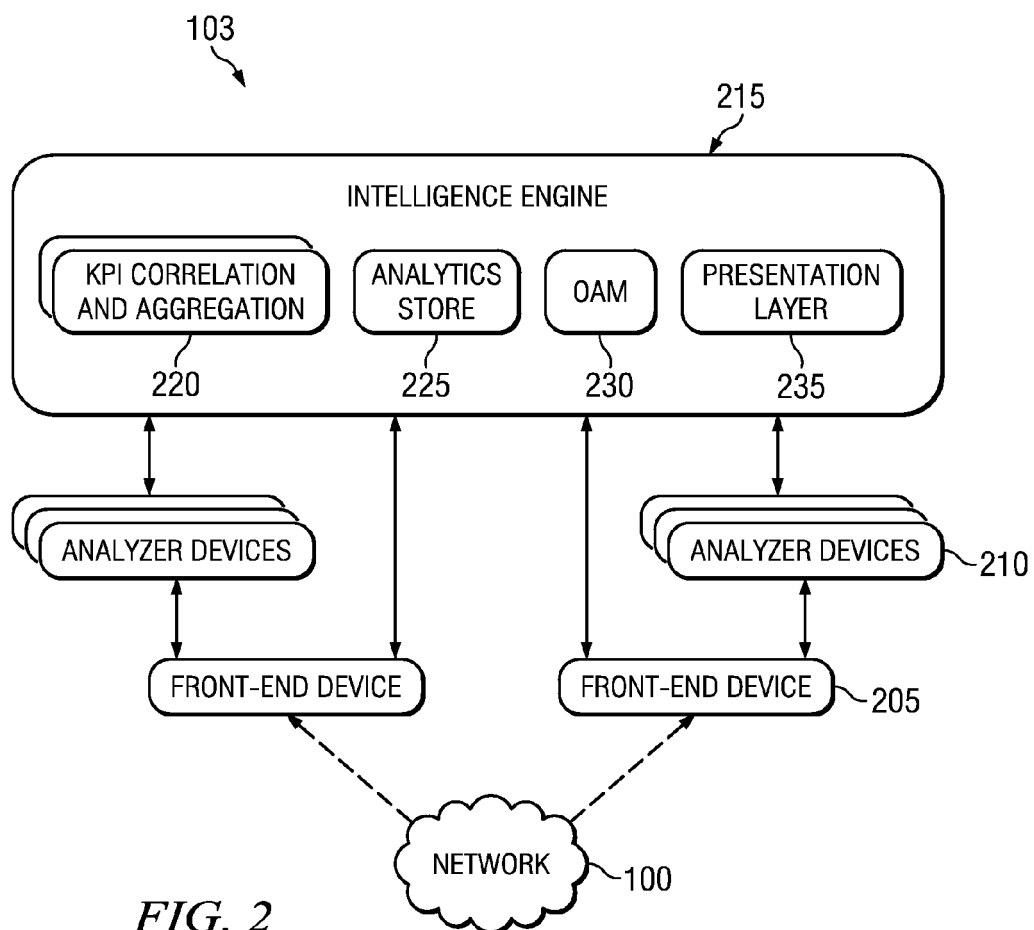 103
215
INTELLIGENCE ENGINE
KPI CORRELATION
AND AGGREGATION
ANALYTICS
STORE
OAM
PRESENTATION
LAYER
220
225
230
235
ANALYZER DEVICES
ANALYZER DEVICES
210
FRONT-END DEVICE
FRONT-END DEVICE
205
NETWORK
100
FIG. 2